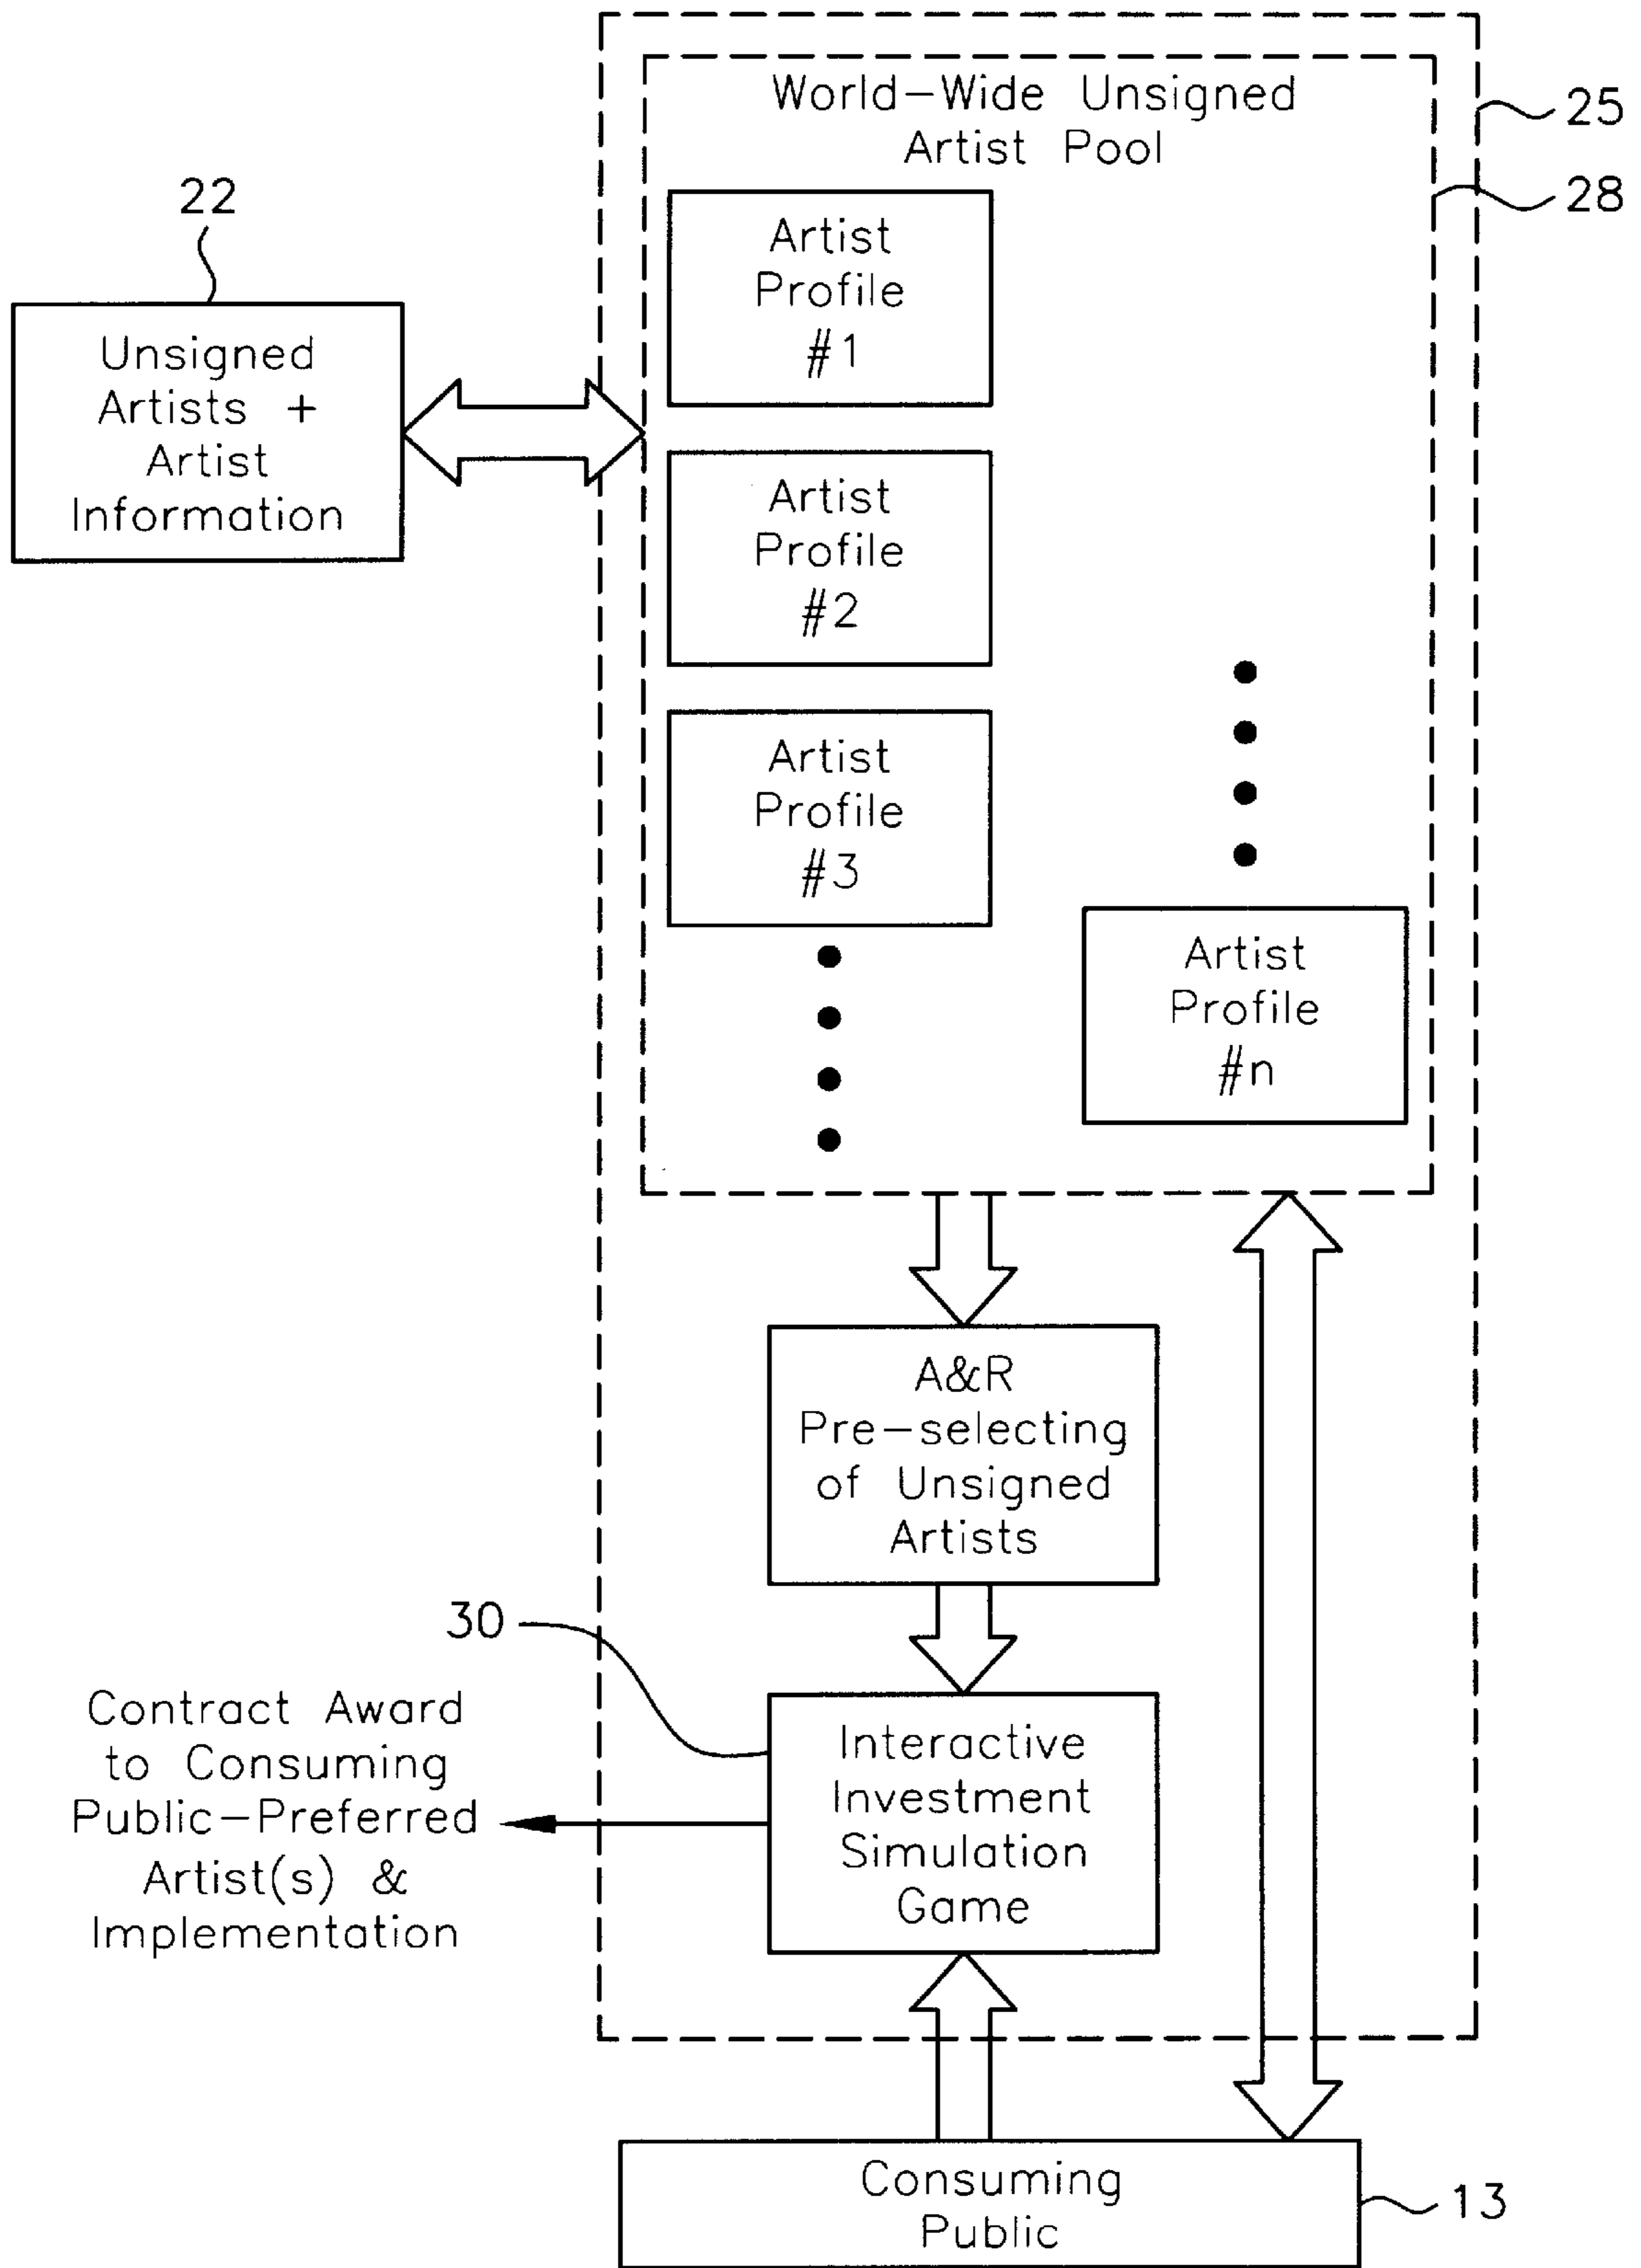 World-Wide Unsigned
Artist Pool
25
28
22
Unsigned
Artists +
Artist
Information
Artist
Profile
#1
Artist
Profile
#2
Artist
Profile
#3
Artist
Profile
#n
A&R
Pre-selecting
of Unsigned
Artists
30
Contract Award
to Consuming
Public-Preferred
Artist(s) &
Implementation
Interactive
Investment
Simulation
Game
Consuming
Public
13